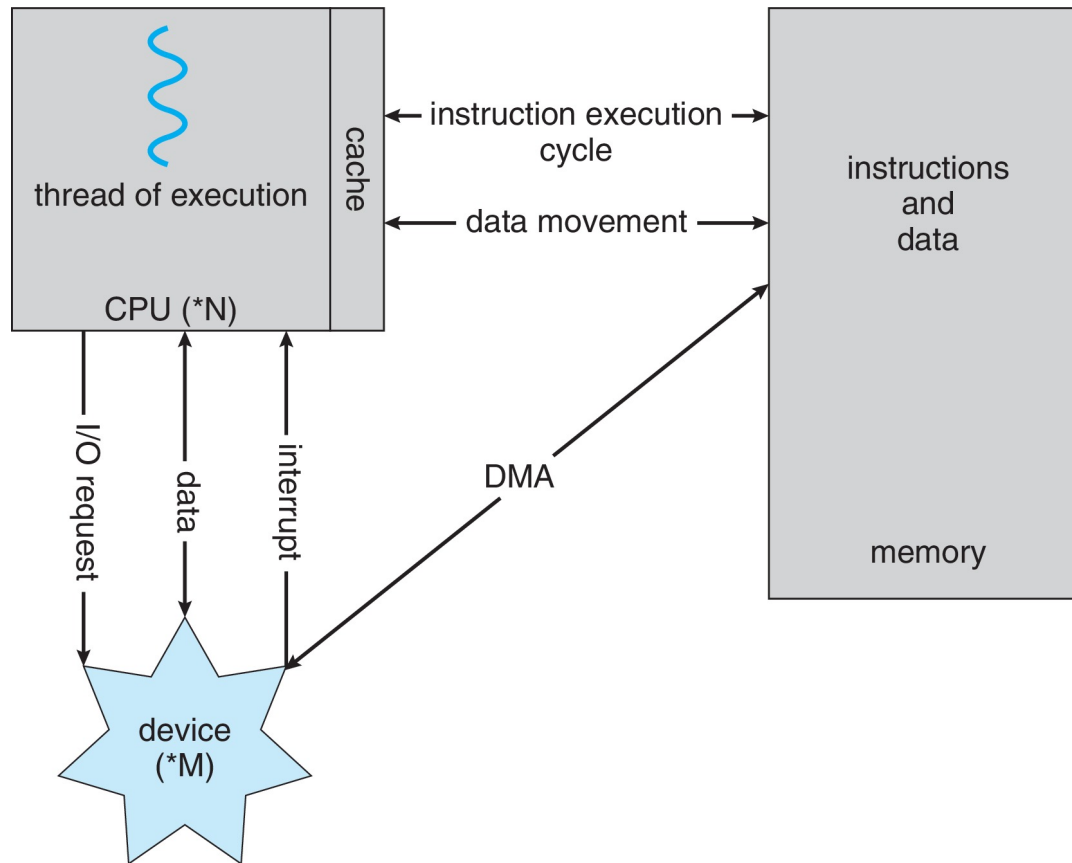 thread of execution
cache
CPU (*N)
instruction execution
cycle
data movement
instructions
and
data
memory
I/O request
data
interrupt
DMA
device
(*M)